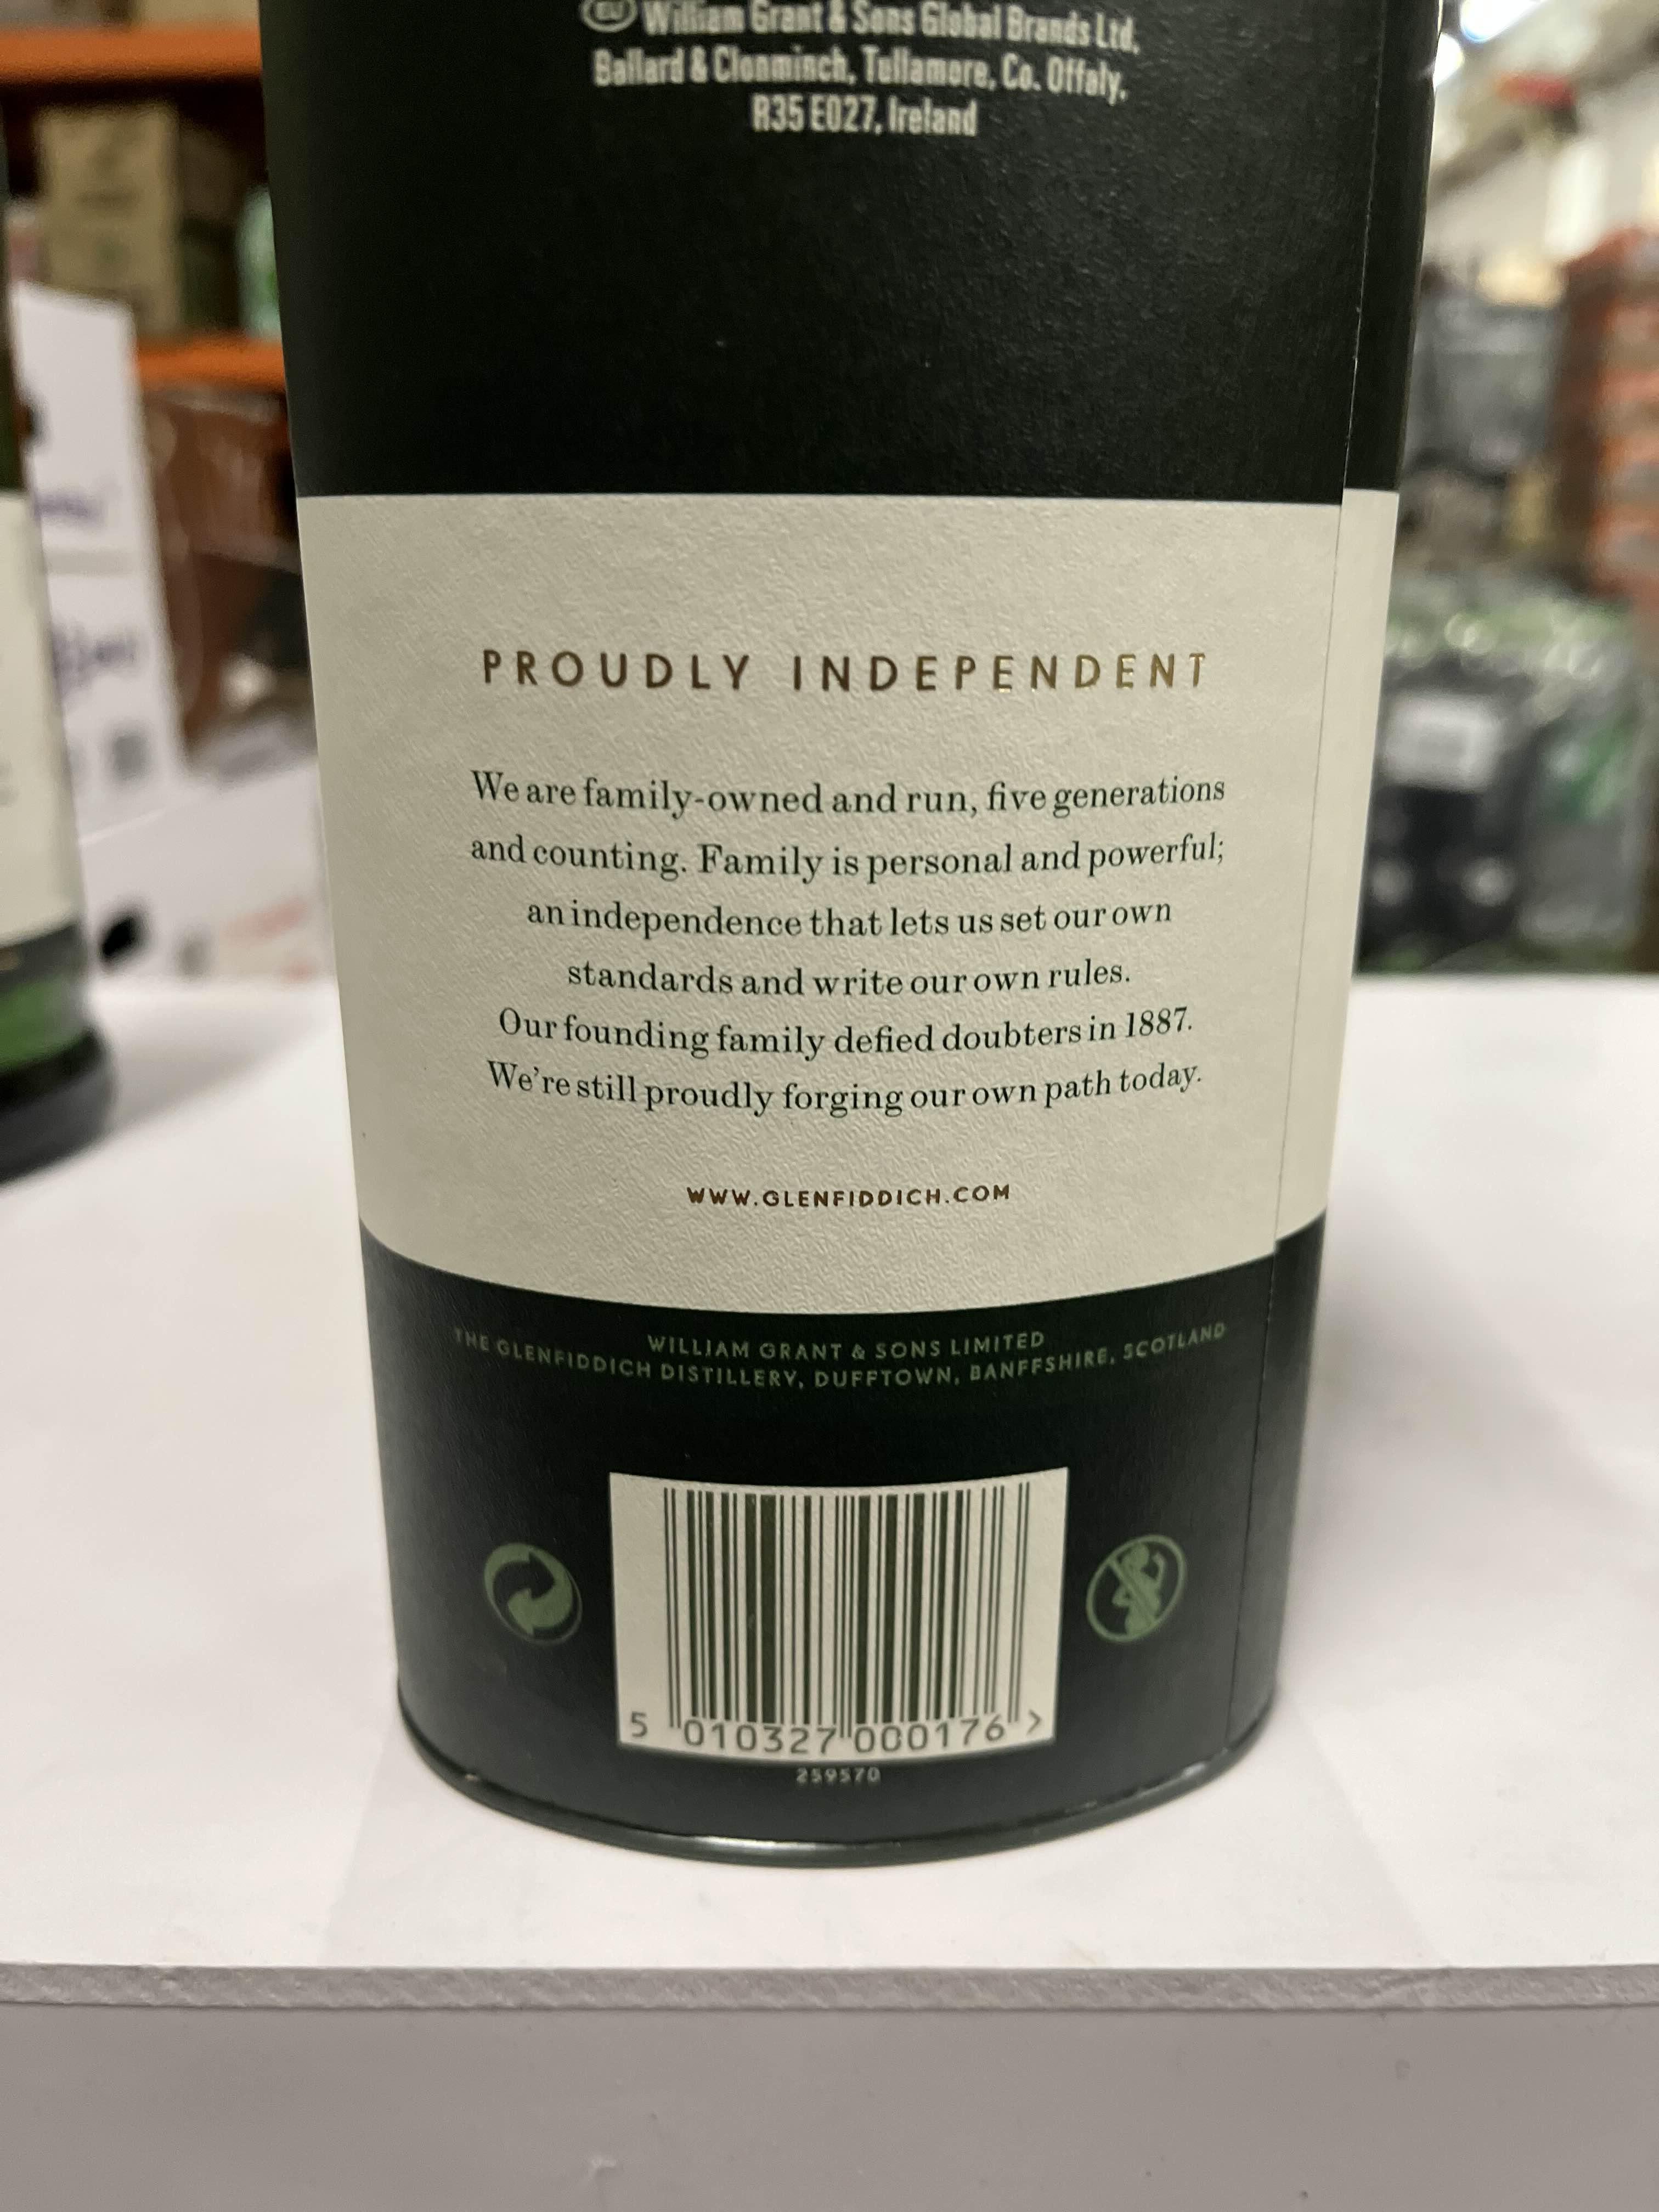 EU William Grant & Sons Global Brands Ltd,
Ballard & Clonminch, Tullamore, Co. Offaly,
R35 E027, Ireland
PROUDLY INDEPENDENT
We are family-owned and run, five generations
and counting. Family is personal and powerful;
an independence that lets us set our own
standards and write our own rules.
Our founding family defied doubters in 1887.
We're still proudly forging our own path today.
WWW.GLENFIDDICH.COM
WILLIAM GRANT & SONS LIMITED
THE GLENFIDDICH DISTILLERY, DUFFTOWN, BANFFSHIRE, SCOTLAND
5 010327 000176 >
259570